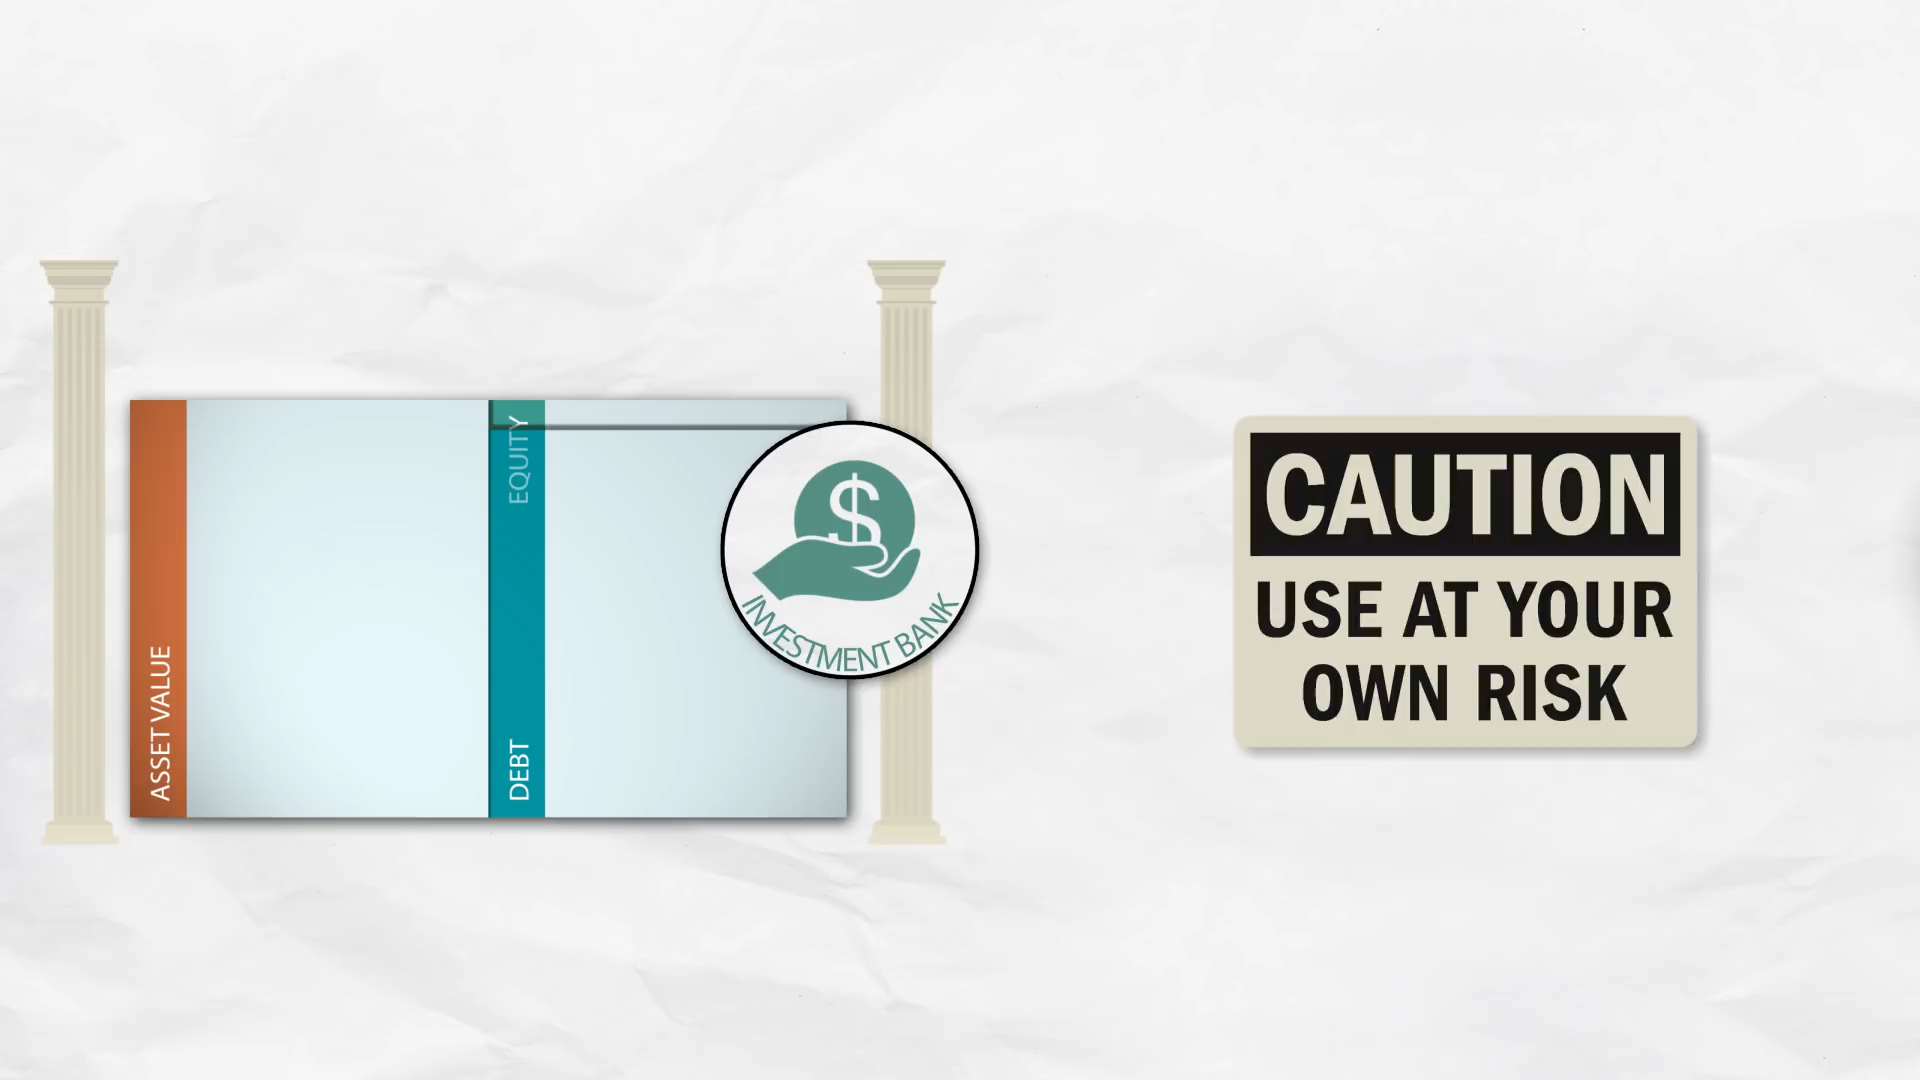 ASSET VALUE
EQUITY
DEBT
$
INVESTMENT BANK
CAUTION
USE AT YOUR
OWN RISK